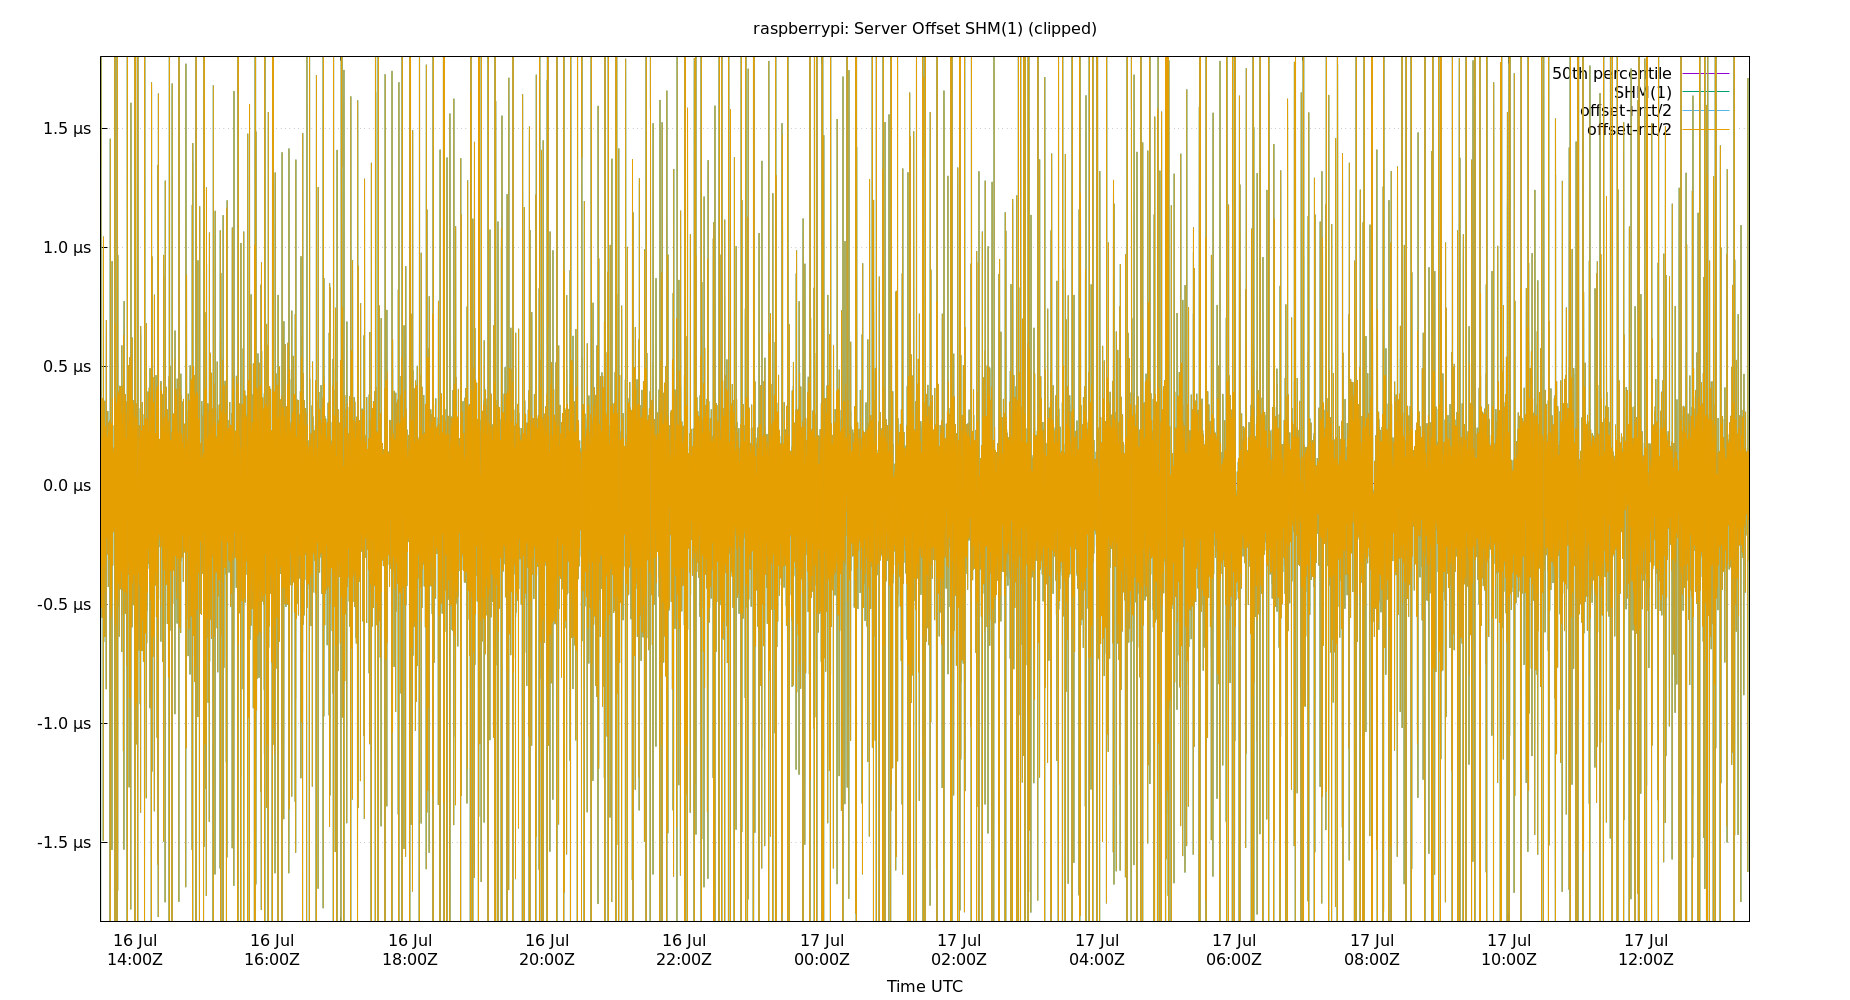 raspberrypi: Server Offset SHM(1) (clipped)
50th percentile
SHM(1)
offset+rtt/2
offset-rtt/2
1.5 µs
1.0 µs
0.5 µs
0.0 µs
-0.5 µs
-1.0 µs
-1.5 µs
16 Jul 16 Jul 16 Jul 16 Jul 16 Jul 17 Jul 17 Jul 17 Jul 17 Jul 17 Jul 17 Jul 17 Jul
14:00Z 16:00Z 18:00Z 20:00Z 22:00Z 00:00Z 02:00Z 04:00Z 06:00Z 08:00Z 10:00Z 12:00Z
Time UTC